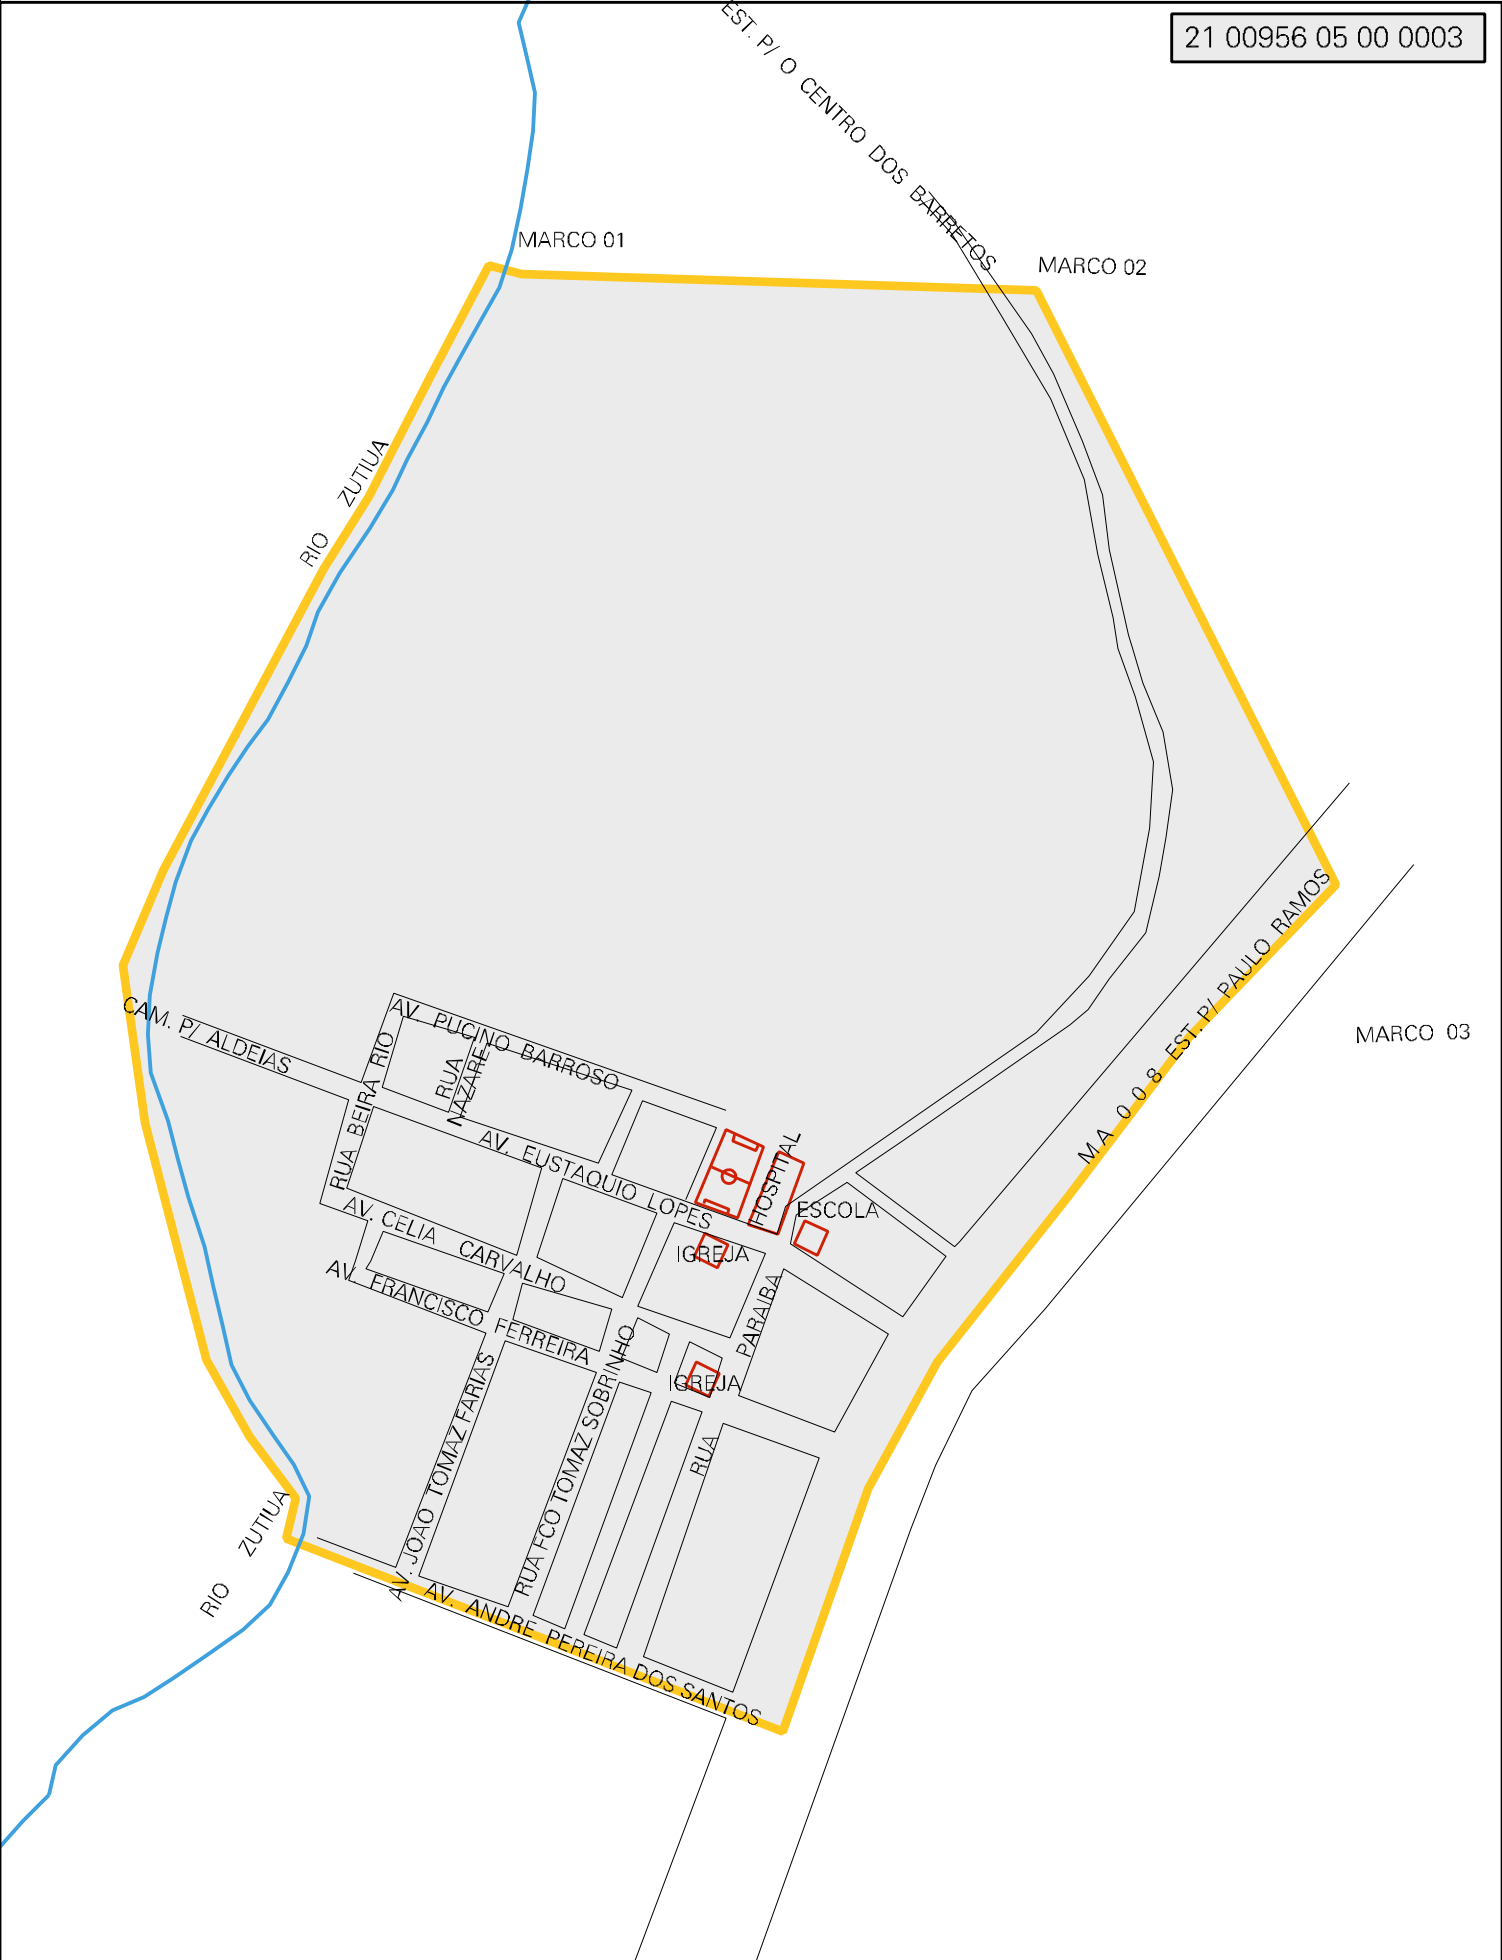 21 00956 05 00 0003
EST. P/ O CENTRO DOS BARRETOS
MARCO 01
MARCO 02
RIO ZUTIUA
MA 008 EST. P/ PAULO RAMOS
MARCO 03
CAM. P/ ALDEIAS
AV. PUCINO BARROSO
RUA BEIRA RIO
RUA
NAZARE
AV. EUSTAQUIO LOPES
HOSPITAL
ESCOLA
IGREJA
AV. CELIA CARVALHO
AV. FRANCISCO FERREIRA
RUA PARAIBA
IGREJA
AV. JOAO TOMAZ FARIAS
RUA FCO TOMAZ SOBRINHO
RIO ZUTIUA
AV. ANDRE PEREIRA DOS SANTOS